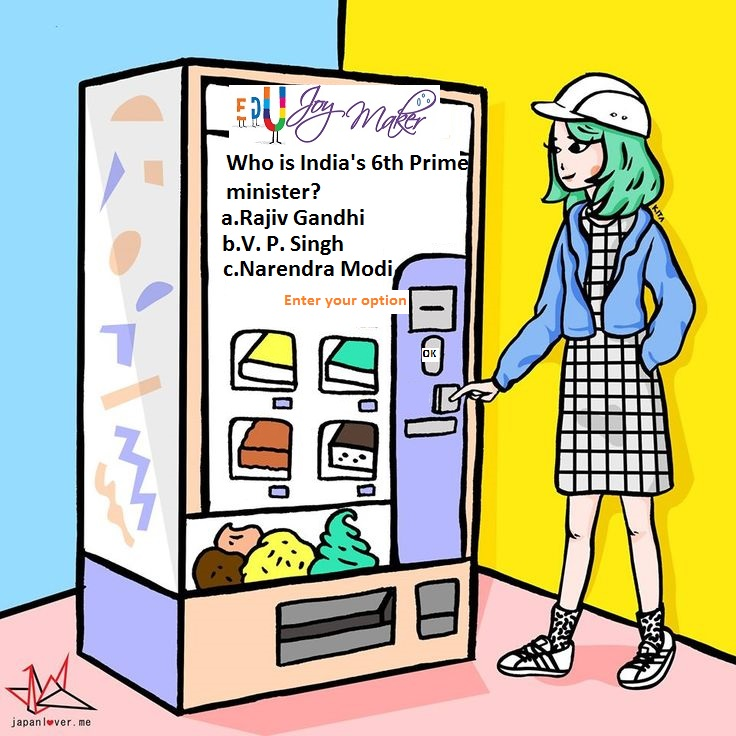 EDU Joy Maker
Who is India's 6th Prime
minister?
a.Rajiv Gandhi
b.V. P. Singh
c.Narendra Modi
Enter your option
OK
KITA
japanlover.me